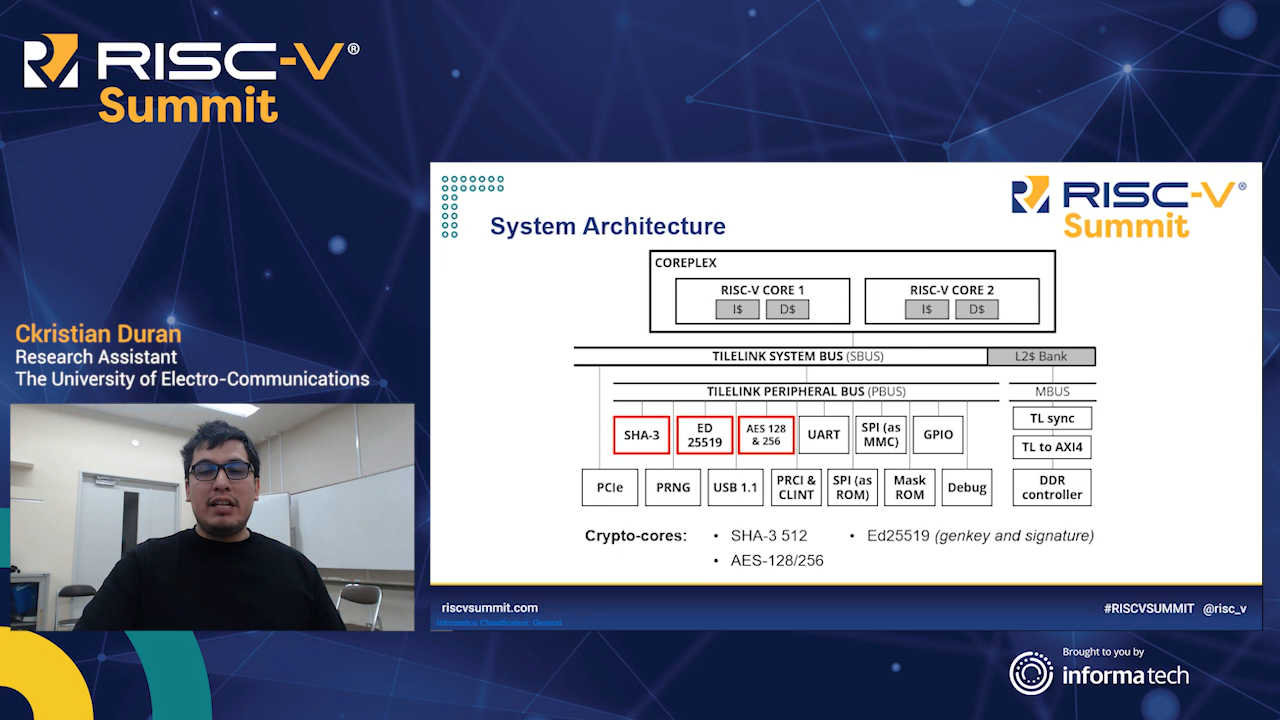 RISC-V®
Summit
Ckristian Duran
Research Assistant
The University of Electro-Communications
RISC-V®
Summit
System Architecture
COREPLEX
RISC-V CORE 1
I$ D$
RISC-V CORE 2
I$ D$
TILELINK SYSTEM BUS (SBUS)
L2$ Bank
TILELINK PERIPHERAL BUS (PBUS)
MBUS
SHA-3
ED
25519
AES 128
& 256
UART
SPI (as
MMC)
GPIO
TL sync
TL to AXI4
PCIe
PRNG
USB 1.1
PRCI &
CLINT
SPI (as
ROM)
Mask
ROM
Debug
DDR
controller
Crypto-cores:
• SHA-3 512
• Ed25519 (genkey and signature)
• AES-128/256
riscvsummit.com
#RISCVSUMMIT @risc_v
Information Classification: General
Brought to you by
informa tech